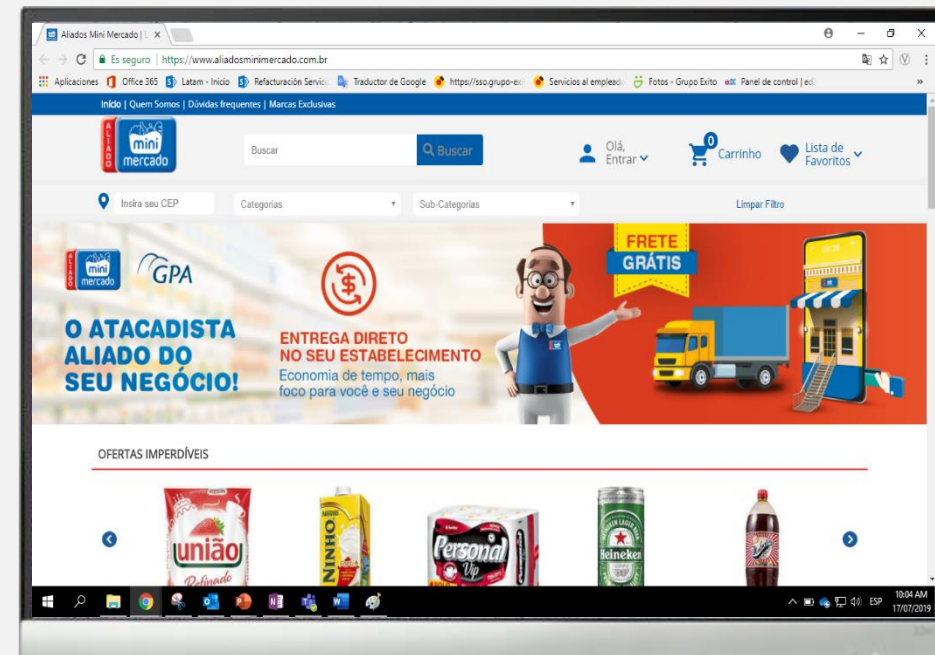 Aliados Mini Mercado |
Es seguro | https://www.aliadosminimercado.com.br
Aplicaciones Office 365 Latam - Inicio Refacturación Servici Traductor de Google https://sso.grupo-ex Servicios al emplead Fotos - Grupo Exito Panel de control | ed
Início | Quem Somos | Dúvidas frequentes | Marcas Exclusivas
ALIADO
mini
mercado
Buscar
Buscar
Olá,
Entrar
0
Carrinho
Lista de
Favoritos
Insira seu CEP
Categorias
Sub-Categorias
Limpar Filtro
ALIADO
mini
mercado
GPA
O ATACADISTA
ALIADO DO
SEU NEGÓCIO!
$
ENTREGA DIRETO
NO SEU ESTABELECIMENTO
Economia de tempo, mais
foco para você e seu negócio
FRETE
GRÁTIS
OFERTAS IMPERDÍVEIS
união
Refinado
NINHO
Personal
Vip
Heineken
ESP
10:04 AM
17/07/2019